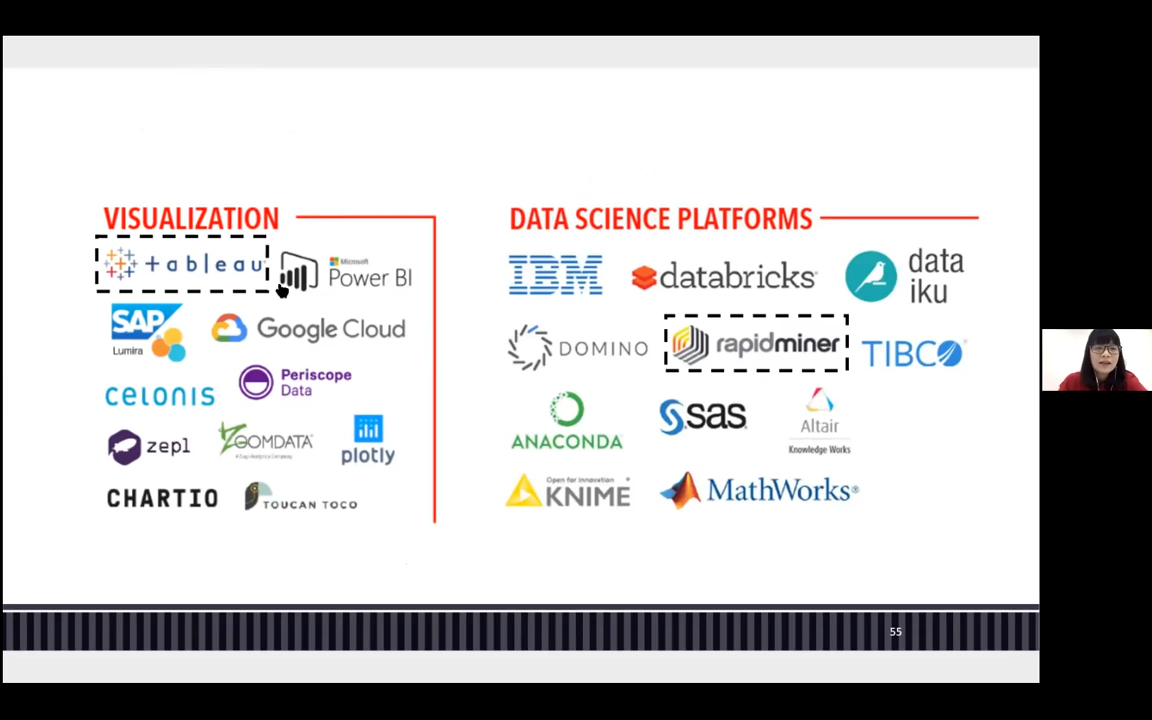 VISUALIZATION
tableau
Microsoft
Power BI
SAP
Lumira
Google Cloud
celonis
Periscope
Data
zepl
ZOOMDATA
plotly
CHARTIO
TOUCAN TOCO
DATA SCIENCE PLATFORMS
IBM
databricks
data
iku
DOMINO
rapidminer
TIBCO
ANACONDA
sas
Altair
Knowledge Works
Open for Innovation
KNIME
MathWorks®
55